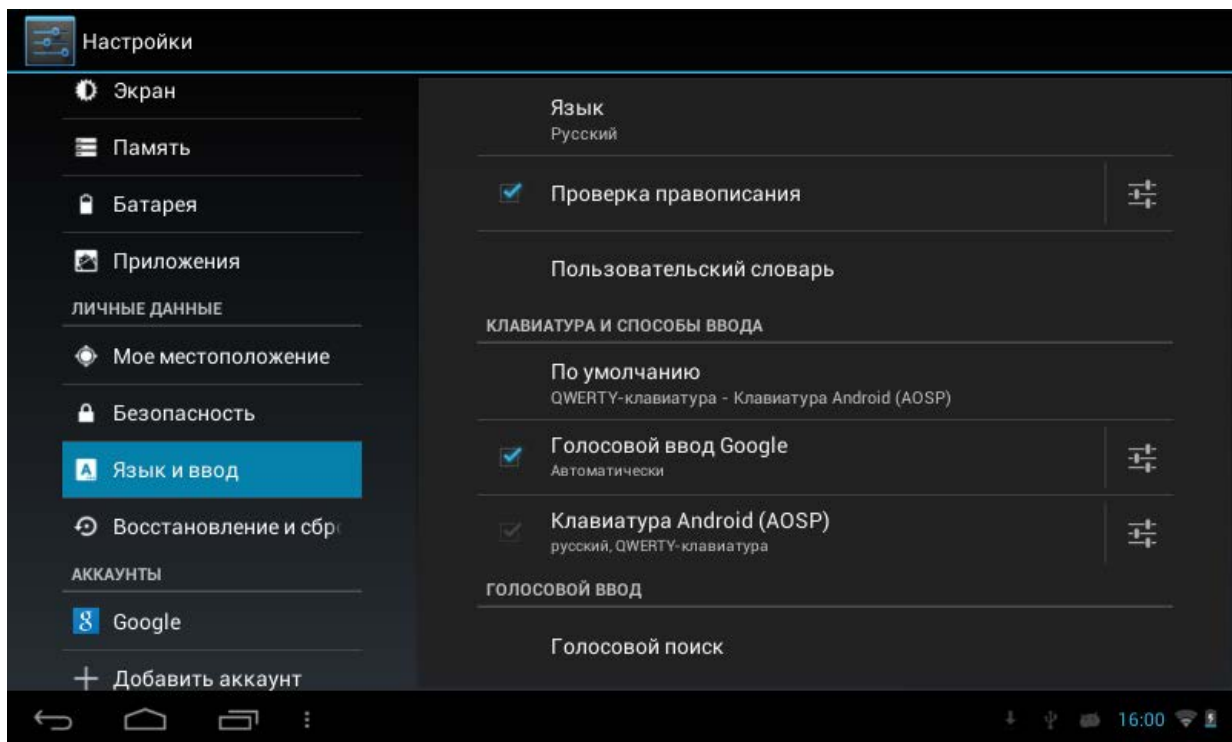 Настройки
Экран
Память
Батарея
Приложения
ЛИЧНЫЕ ДАННЫЕ
Мое местоположение
Безопасность
Язык и ввод
Восстановление и сбро
АККАУНТЫ
Google
Добавить аккаунт
Язык
Русский
Проверка правописания
Пользовательский словарь
КЛАВИАТУРА И СПОСОБЫ ВВОДА
По умолчанию
QWERTY-клавиатура - Клавиатура Android (AOSP)
Голосовой ввод Google
Автоматически
Клавиатура Android (AOSP)
русский, QWERTY-клавиатура
ГОЛОСОВОЙ ВВОД
Голосовой поиск
16:00